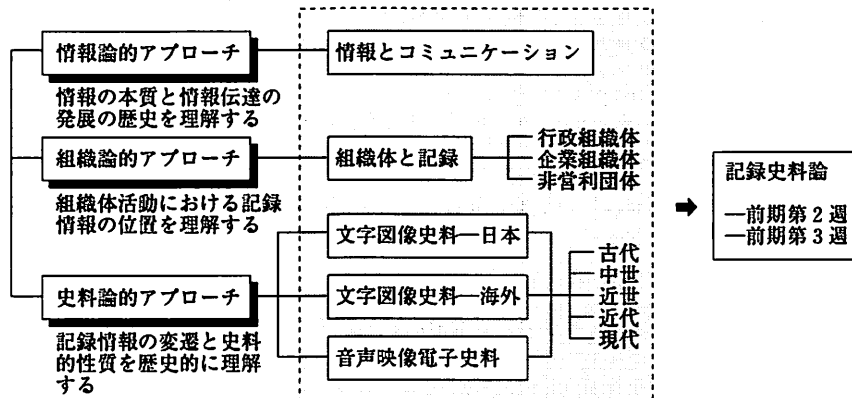 情報論的アプローチ
情報の本質と情報伝達の
発展の歴史を理解する
情報とコミュニケーション
組織論的アプローチ
組織体活動における記録
情報の位置を理解する
組織体と記録
行政組織体
企業組織体
非営利団体
史料論的アプローチ
記録情報の変遷と史料
的性質を歴史的に理解
する
文字図像史料―日本
文字図像史料―海外
音声映像電子史料
古代
中世
近世
近代
現代
記録史料論
―前期第2週
―前期第3週